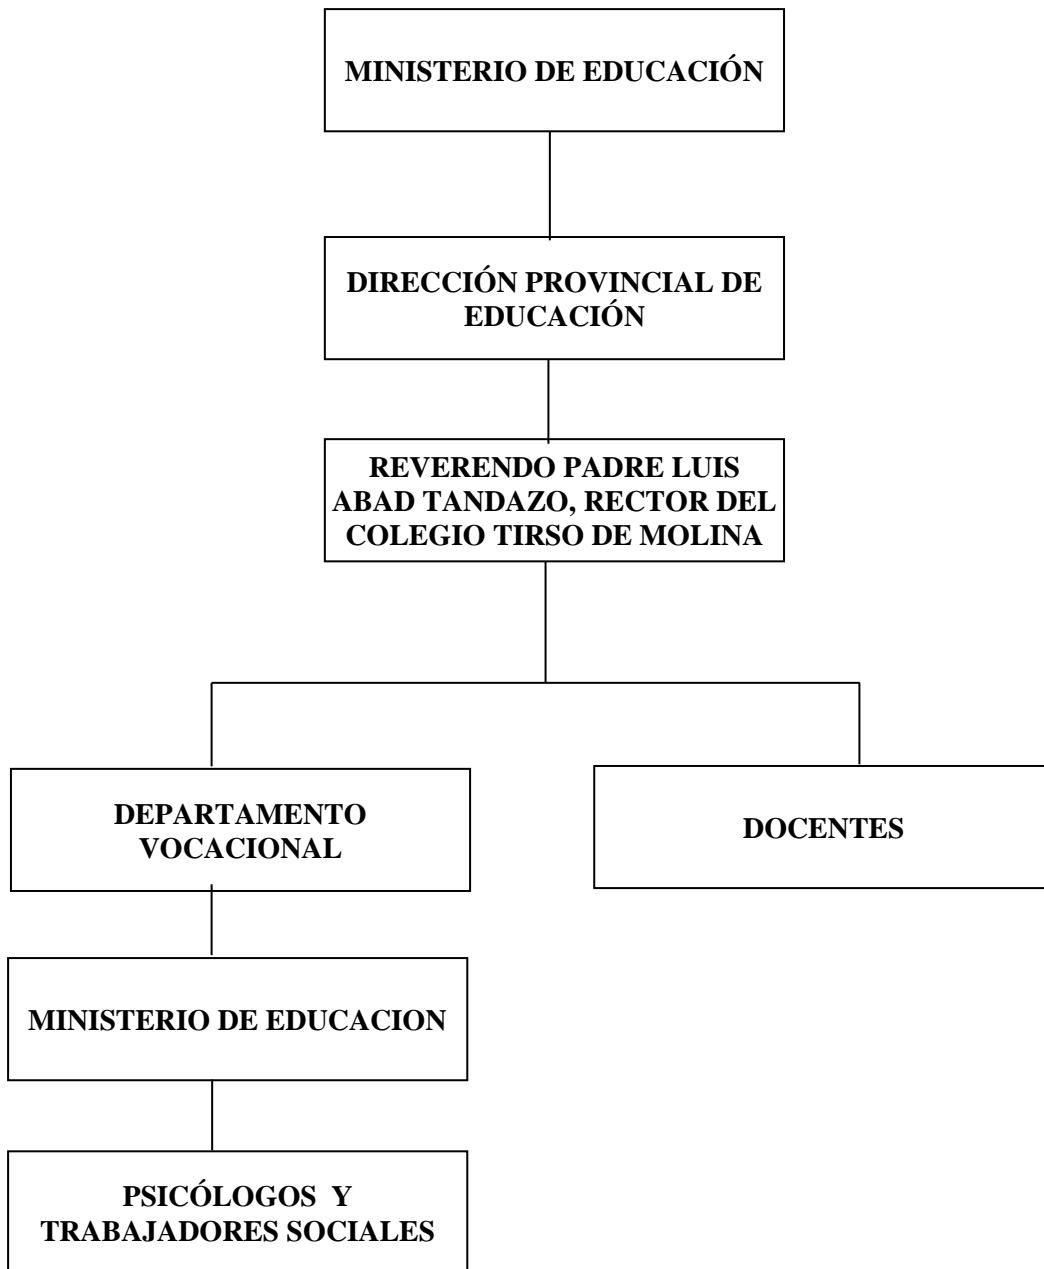 MINISTERIO DE EDUCACIÓN
DIRECCIÓN PROVINCIAL DE
EDUCACIÓN
REVERENDO PADRE LUIS
ABAD TANDAZO, RECTOR DEL
COLEGIO TIRSO DE MOLINA
DEPARTAMENTO
VOCACIONAL
DOCENTES
MINISTERIO DE EDUCACION
PSICÓLOGOS Y
TRABAJADORES SOCIALES